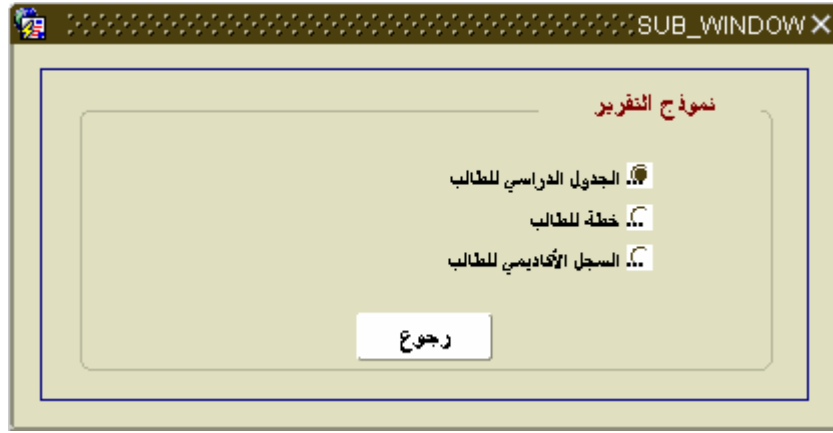 SUB_WINDOW
نموذج التقرير
الجدول الدراسي للطالب
خطة للطالب
السجل الأكاديمي للطالب
رجوع